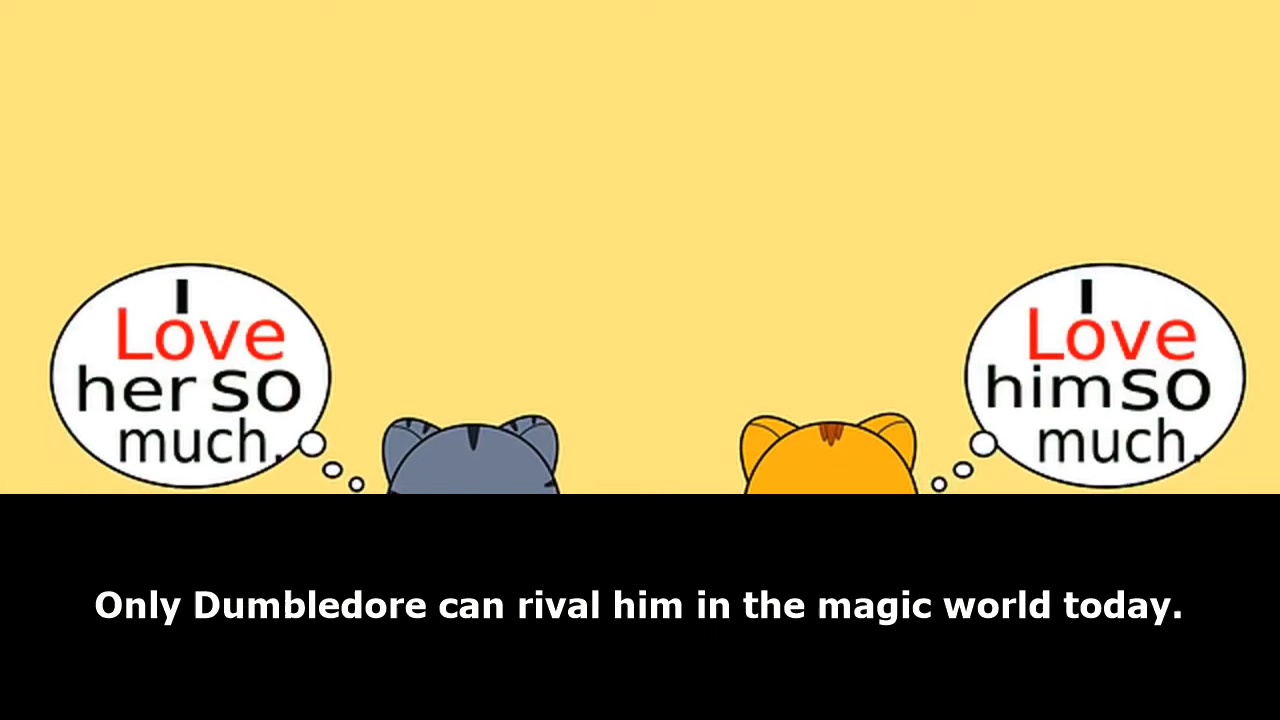 I
Love
her so
much.
I
Love
him so
much.
Only Dumbledore can rival him in the magic world today.